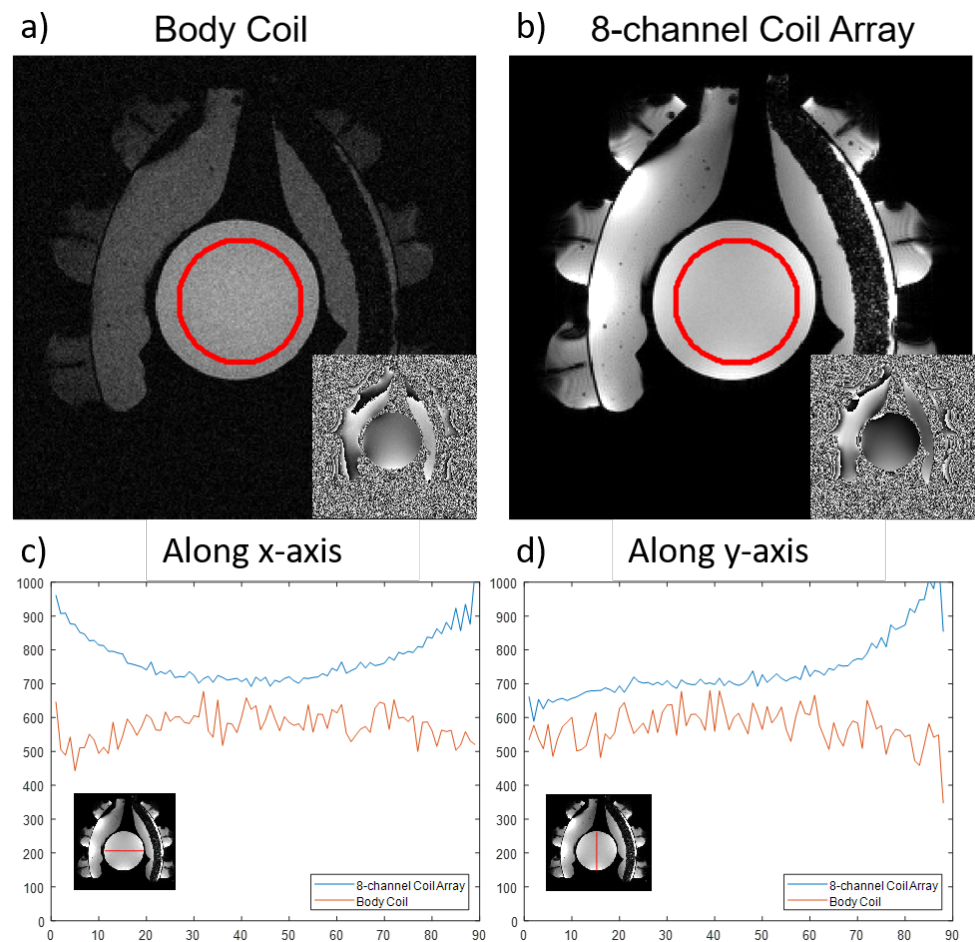 a) Body Coil
b) 8-channel Coil Array
c) Along x-axis
1000
900
800
700
600
500
400
300
200
100
0
0 10 20 30 40 50 60 70 80 90
8-channel Coil Array
Body Coil
d) Along y-axis
1000
900
800
700
600
500
400
300
200
100
0
0 10 20 30 40 50 60 70 80 90
8-channel Coil Array
Body Coil